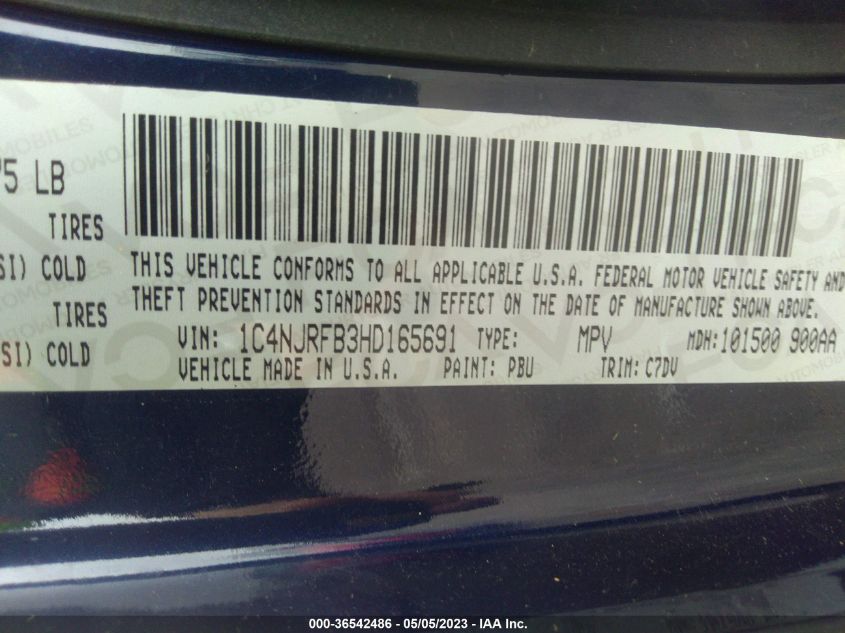 75 LB
TIRES
SI) COLD
TIRES
SI) COLD
THIS VEHICLE CONFORMS TO ALL APPLICABLE U.S.A. FEDERAL MOTOR VEHICLE SAFETY AND
THEFT PREVENTION STANDARDS IN EFFECT ON THE DATE OF MANUFACTURE SHOWN ABOVE.
VIN: 1C4NJRFB3HD165691 TYPE: MPV MDH: 101500 900AA
VEHICLE MADE IN U.S.A. PAINT: PBU TRIM: C7DV
000-36542486 - 05/05/2023 - IAA Inc.